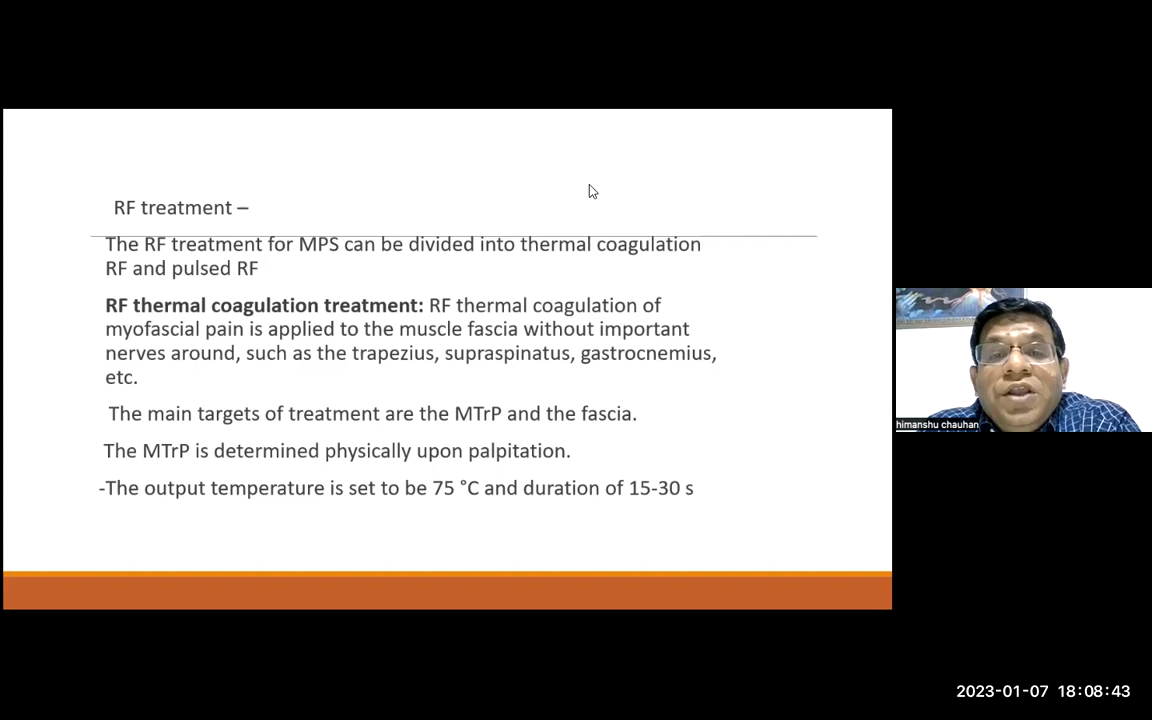 RF treatment –
The RF treatment for MPS can be divided into thermal coagulation
RF and pulsed RF
RF thermal coagulation treatment: RF thermal coagulation of
myofascial pain is applied to the muscle fascia without important
nerves around, such as the trapezius, supraspinatus, gastrocnemius,
etc.
The main targets of treatment are the MTrP and the fascia.
The MTrP is determined physically upon palpitation.
-The output temperature is set to be 75 °C and duration of 15-30 s
himanshu chauhan
2023-01-07 18:08:43